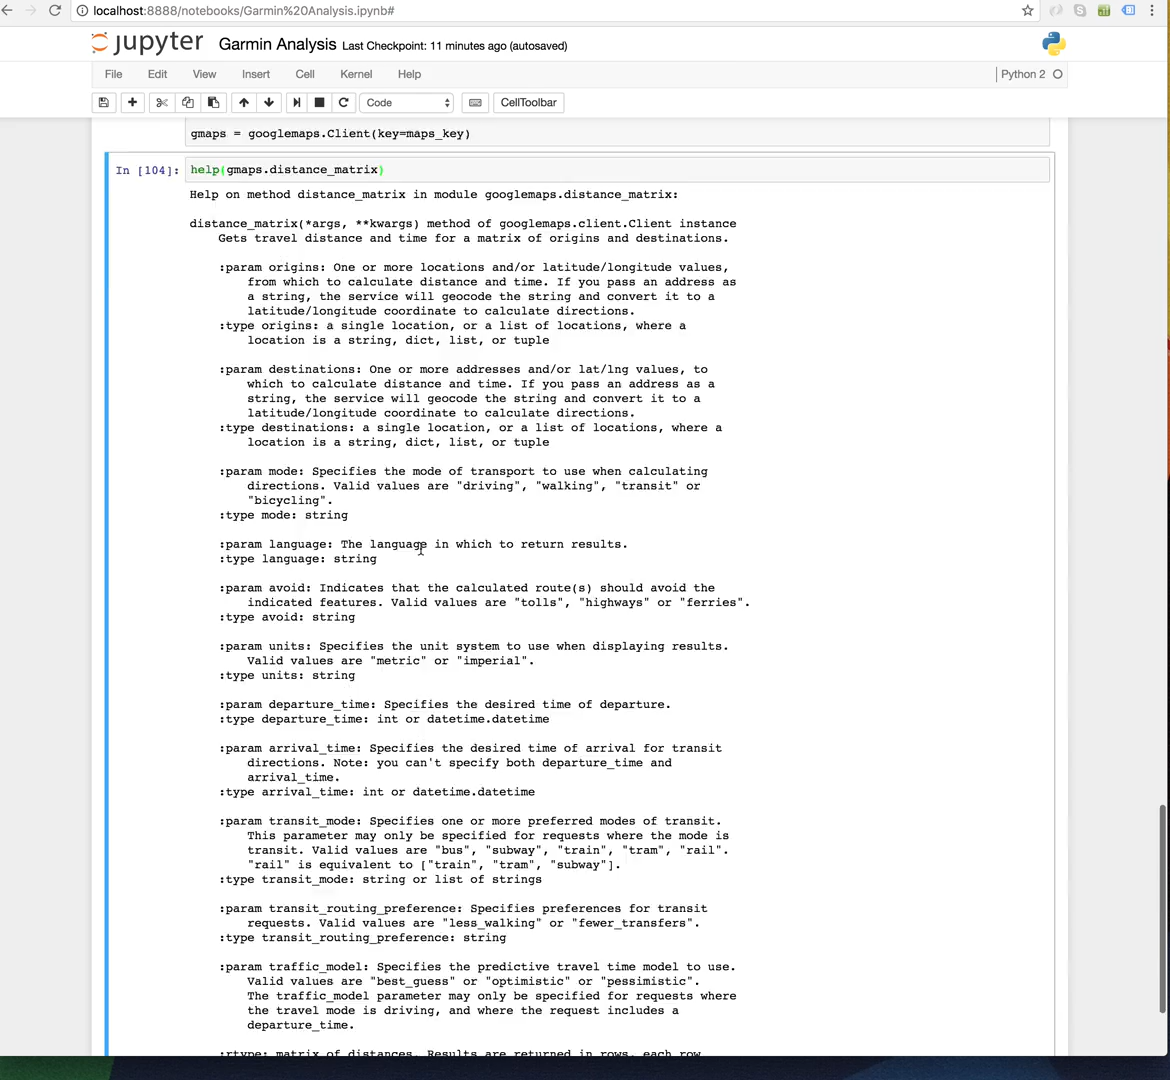 localhost:8888/notebooks/Garmin%20Analysis.ipynb#
jupyter Garmin Analysis Last Checkpoint: 11 minutes ago (autosaved)
File Edit View Insert Cell Kernel Help Python 2
Code CellToolbar
gmaps = googlemaps.Client(key=maps_key)
In [104]: help(gmaps.distance_matrix)
Help on method distance_matrix in module googlemaps.distance_matrix:
distance_matrix(*args, **kwargs) method of googlemaps.client.Client instance
Gets travel distance and time for a matrix of origins and destinations.
:param origins: One or more locations and/or latitude/longitude values,
from which to calculate distance and time. If you pass an address as
a string, the service will geocode the string and convert it to a
latitude/longitude coordinate to calculate directions.
:type origins: a single location, or a list of locations, where a
location is a string, dict, list, or tuple
:param destinations: One or more addresses and/or lat/lng values, to
which to calculate distance and time. If you pass an address as a
string, the service will geocode the string and convert it to a
latitude/longitude coordinate to calculate directions.
:type destinations: a single location, or a list of locations, where a
location is a string, dict, list, or tuple
:param mode: Specifies the mode of transport to use when calculating
directions. Valid values are "driving", "walking", "transit" or
"bicycling".
:type mode: string
:param language: The language in which to return results.
:type language: string
:param avoid: Indicates that the calculated route(s) should avoid the
indicated features. Valid values are "tolls", "highways" or "ferries".
:type avoid: string
:param units: Specifies the unit system to use when displaying results.
Valid values are "metric" or "imperial".
:type units: string
:param departure_time: Specifies the desired time of departure.
:type departure_time: int or datetime.datetime
:param arrival_time: Specifies the desired time of arrival for transit
directions. Note: you can't specify both departure_time and
arrival_time.
:type arrival_time: int or datetime.datetime
:param transit_mode: Specifies one or more preferred modes of transit.
This parameter may only be specified for requests where the mode is
transit. Valid values are "bus", "subway", "train", "tram", "rail".
"rail" is equivalent to ["train", "tram", "subway"].
:type transit_mode: string or list of strings
:param transit_routing_preference: Specifies preferences for transit
requests. Valid values are "less_walking" or "fewer_transfers".
:type transit_routing_preference: string
:param traffic_model: Specifies the predictive travel time model to use.
Valid values are "best_guess" or "optimistic" or "pessimistic".
The traffic_model parameter may only be specified for requests where
the travel mode is driving, and where the request includes a
departure_time.
:rtype: matrix of distances. Results are returned in rows, each row